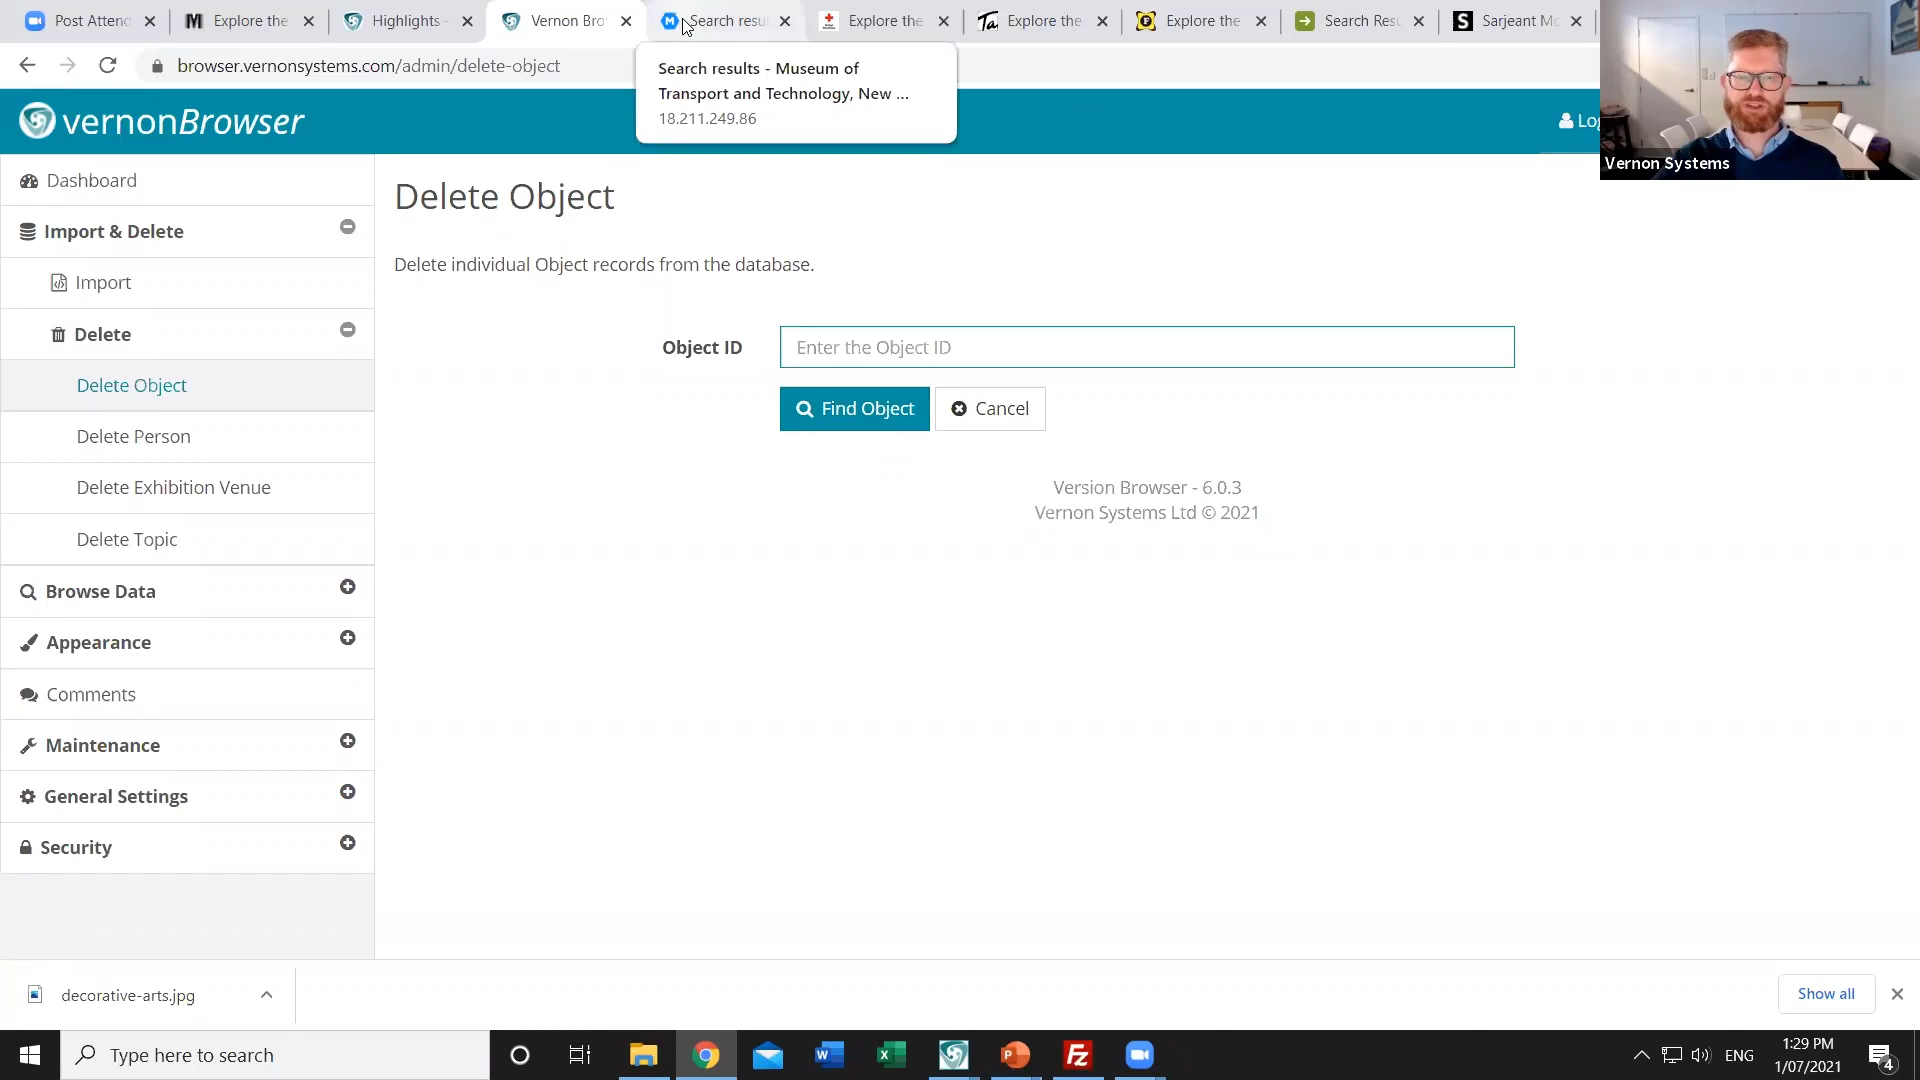 Post Attend
Explore the
Highlights -
Vernon Bro
Search resu
Explore the
Explore the
Explore the
Search Resu
Sarjeant Mo
browser.vernonsystems.com/admin/delete-object
Search results - Museum of
Transport and Technology, New ...
18.211.249.86
vernonBrowser
Log
Vernon Systems
Dashboard
Import & Delete
Import
Delete
Delete Object
Delete Person
Delete Exhibition Venue
Delete Topic
Browse Data
Appearance
Comments
Maintenance
General Settings
Security
Delete Object
Delete individual Object records from the database.
Object ID
Enter the Object ID
Find Object
Cancel
Version Browser - 6.0.3
Vernon Systems Ltd © 2021
decorative-arts.jpg
Show all
Type here to search
ENG
1:29 PM
1/07/2021
4